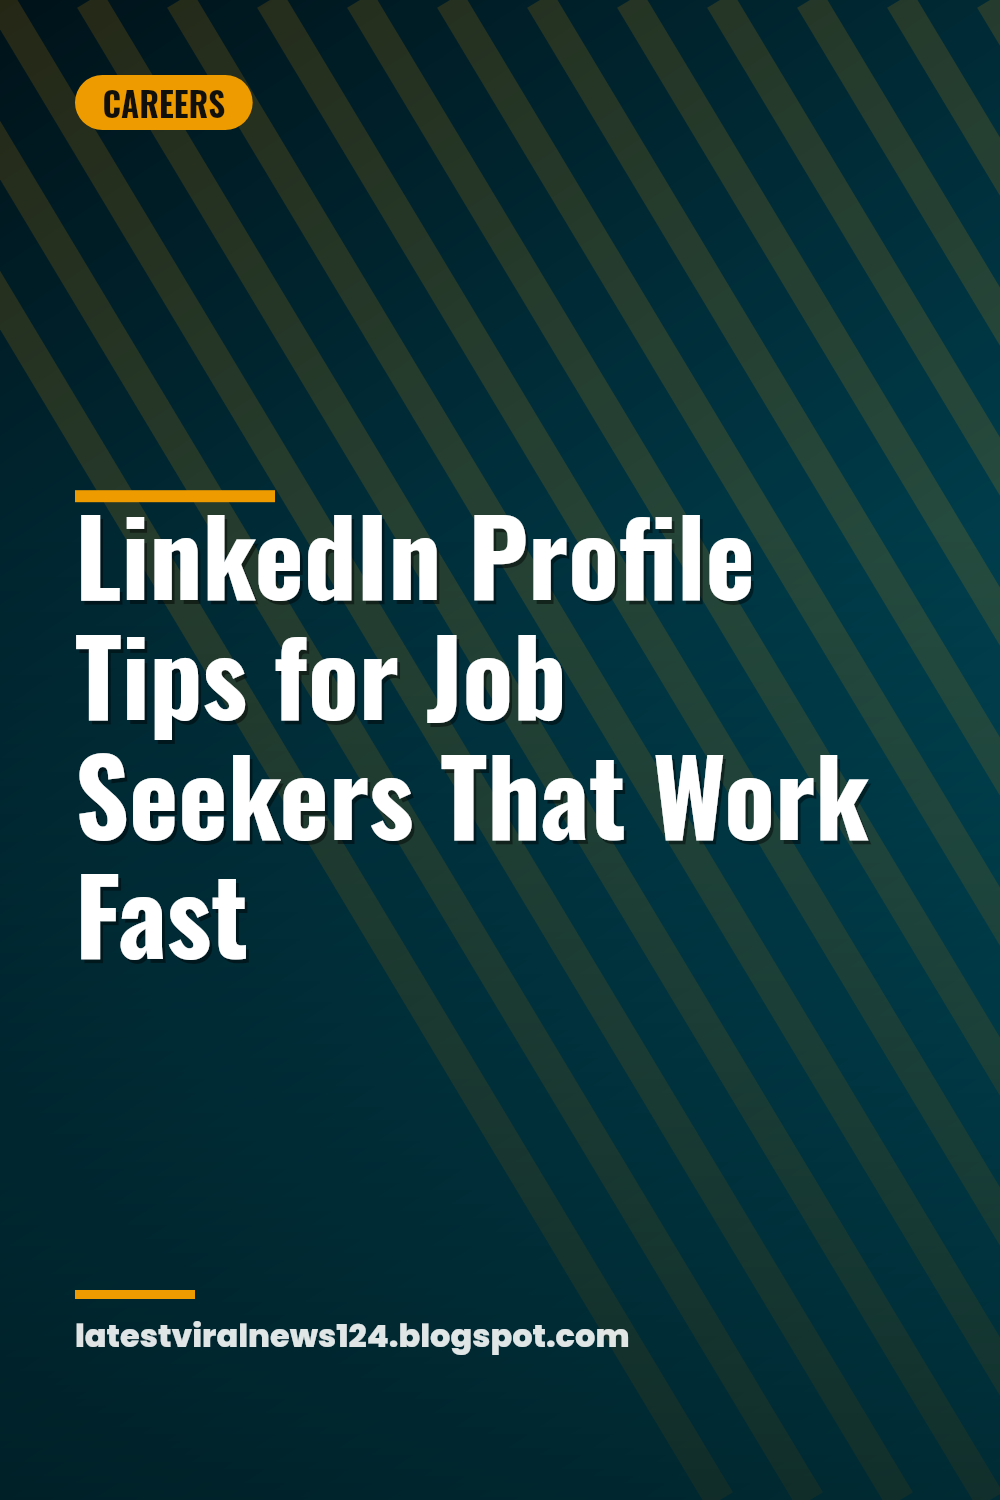 CAREERS
LinkedIn Profile
Tips for Job
Seekers That Work
Fast
latestviralnews124.blogspot.com